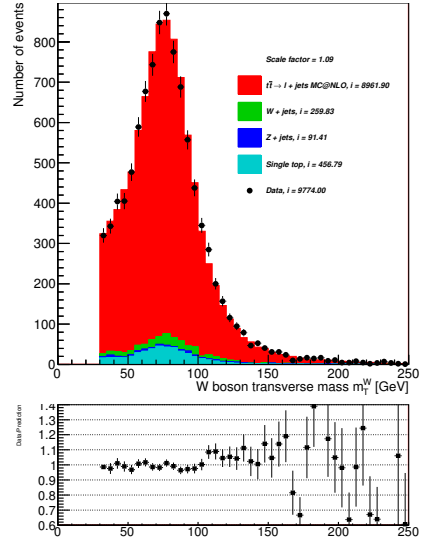 Number of events
800
700
600
500
400
300
200
100
0
Scale factor = 1.09
tt̄ → l + jets MC@NLO, i = 8961.90
W + jets, i = 259.83
Z + jets, i = 91.41
Single top, i = 456.79
Data, i = 9774.00
0 50 100 150 200 250
W boson transverse mass m_T^W [GeV]
Data/Prediction
1.4
1.3
1.2
1.1
1
0.9
0.8
0.7
0.6
0 50 100 150 200 250